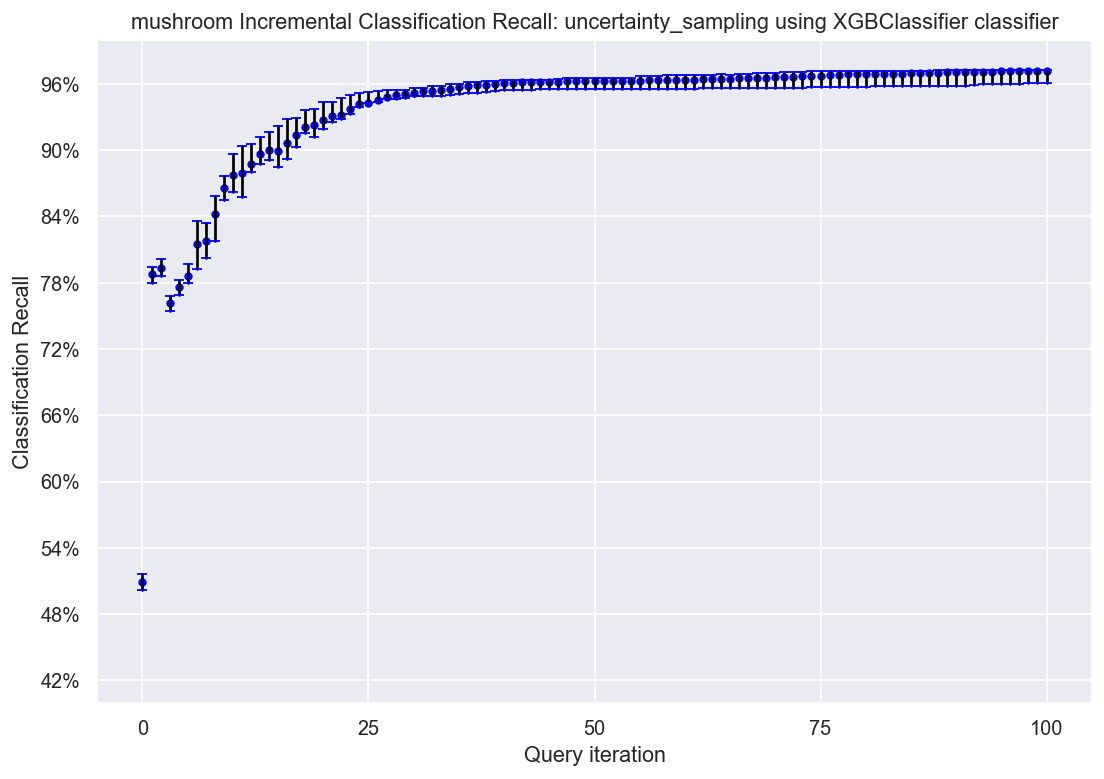 mushroom Incremental Classification Recall: uncertainty_sampling using XGBClassifier classifier
96%
90%
84%
78%
72%
66%
60%
54%
48%
42%
Classification Recall
0 25 50 75 100
Query iteration